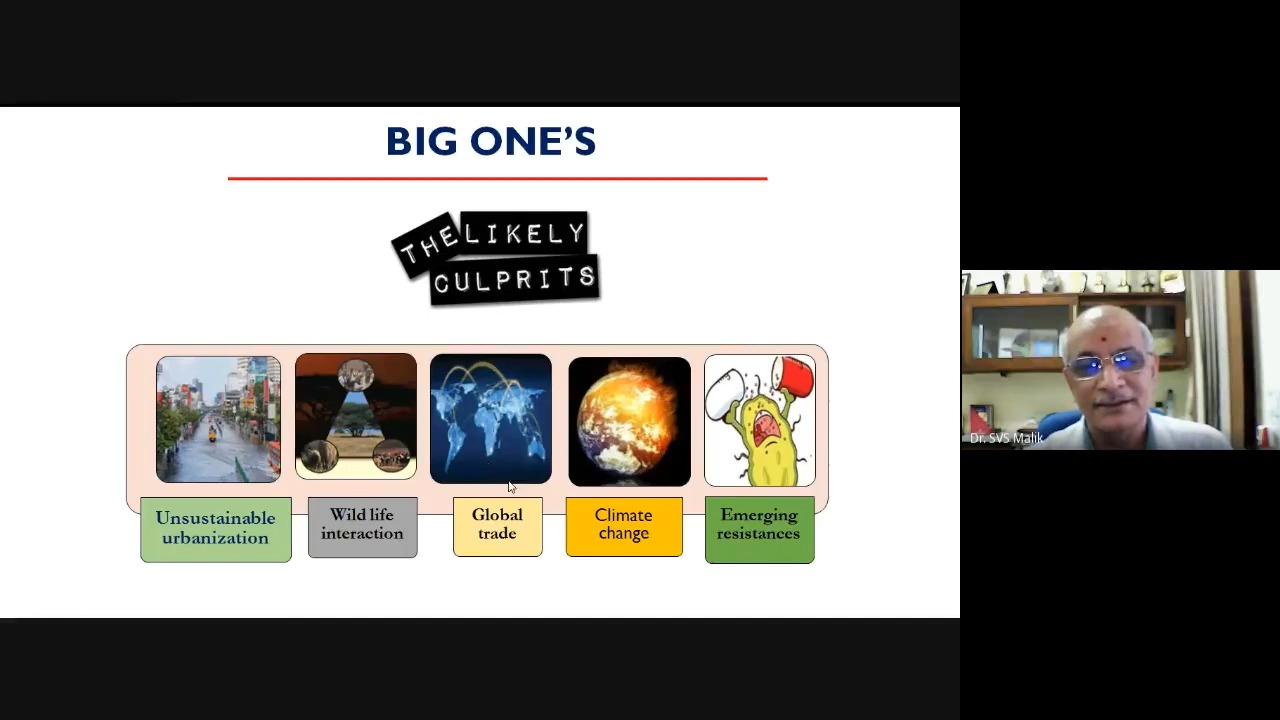 BIG ONE'S
THE LIKELY
CULPRITS
Unsustainable
urbanization
Wild life
interaction
Global
trade
Climate
change
Emerging
resistances
Dr. SVS Malik